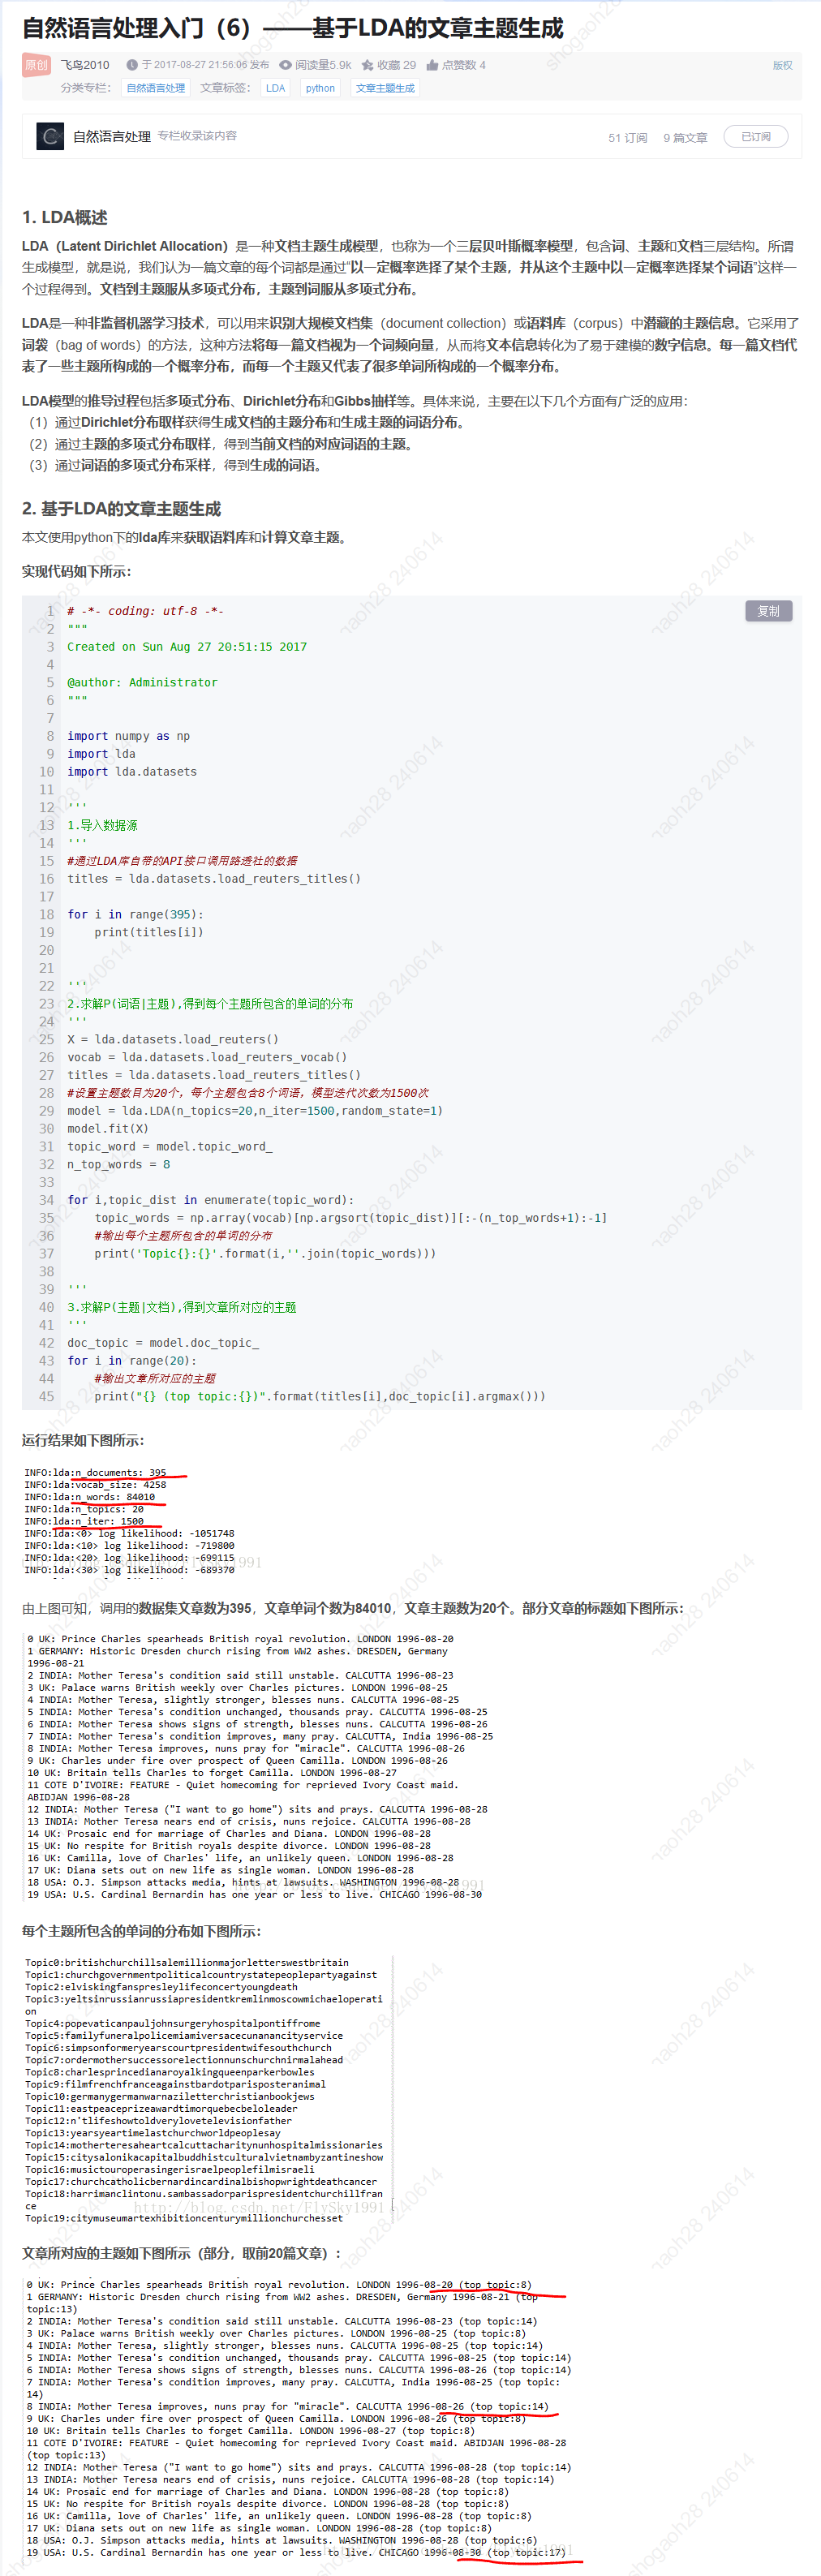 自然语言处理入门（6）——基于LDA的文章主题生成
原创 飞鸟2010 于 2017-08-27 21:56:06 发布 阅读量5.9k 收藏 29 点赞数 4 版权
分类专栏： 自然语言处理 文章标签： LDA python 文章主题生成
自然语言处理 专栏收录该内容 51 订阅 9 篇文章 已订阅
1. LDA概述
LDA（Latent Dirichlet Allocation）是一种文档主题生成模型，也称为一个三层贝叶斯概率模型，包含词、主题和文档三层结构。所谓
生成模型，就是说，我们认为一篇文章的每个词都是通过"以一定概率选择了某个主题，并从这个主题中以一定概率选择某个词语"这样一
个过程得到。文档到主题服从多项式分布，主题到词服从多项式分布。
LDA是一种非监督机器学习技术，可以用来识别大规模文档集（document collection）或语料库（corpus）中潜藏的主题信息。它采用了
词袋（bag of words）的方法，这种方法将每一篇文档视为一个词频向量，从而将文本信息转化为了易于建模的数字信息。每一篇文档代
表了一些主题所构成的一个概率分布，而每一个主题又代表了很多单词所构成的一个概率分布。
LDA模型的推导过程包括多项式分布、Dirichlet分布和Gibbs抽样等。具体来说，主要在以下几个方面有广泛的应用：
（1）通过Dirichlet分布取样获得生成文档的主题分布和生成主题的词语分布。
（2）通过主题的多项式分布取样，得到当前文档的对应词语的主题。
（3）通过词语的多项式分布采样，得到生成的词语。
2. 基于LDA的文章主题生成
本文使用python下的lda库来获取语料库和计算文章主题。
实现代码如下所示：
复制
1 # -*- coding: utf-8 -*-
2 """
3 Created on Sun Aug 27 20:51:15 2017
4
5 @author: Administrator
6 """
7
8 import numpy as np
9 import lda
10 import lda.datasets
11
12 '''
13 1.导入数据源
14 '''
15 #通过LDA库自带的API接口调用路透社的数据
16 titles = lda.datasets.load_reuters_titles()
17
18 for i in range(395):
19     print(titles[i])
20
21
22 '''
23 2.求解P(词语|主题),得到每个主题所包含的单词的分布
24 '''
25 X = lda.datasets.load_reuters()
26 vocab = lda.datasets.load_reuters_vocab()
27 titles = lda.datasets.load_reuters_titles()
28 #设置主题数目为20个，每个主题包含8个词语，模型迭代次数为1500次
29 model = lda.LDA(n_topics=20,n_iter=1500,random_state=1)
30 model.fit(X)
31 topic_word = model.topic_word_
32 n_top_words = 8
33
34 for i,topic_dist in enumerate(topic_word):
35     topic_words = np.array(vocab)[np.argsort(topic_dist)][:-(n_top_words+1):-1]
36     #输出每个主题所包含的单词的分布
37     print('Topic{}:{}'.format(i,''.join(topic_words)))
38
39 '''
40 3.求解P(主题|文档),得到文章所对应的主题
41 '''
42 doc_topic = model.doc_topic_
43 for i in range(20):
44     #输出文章所对应的主题
45     print("{} (top topic:{})".format(titles[i],doc_topic[i].argmax()))
运行结果如下图所示：
INFO:lda:n_documents: 395
INFO:lda:vocab_size: 4258
INFO:lda:n_words: 84010
INFO:lda:n_topics: 20
INFO:lda:n_iter: 1500
INFO:lda:<0> log likelihood: -1051748
INFO:lda:<10> log likelihood: -719800
INFO:lda:<20> log likelihood: -699115
INFO:lda:<30> log likelihood: -689370
由上图可知，调用的数据集文章数为395，文章单词个数为84010，文章主题数为20个。部分文章的标题如下图所示：
0 UK: Prince Charles spearheads British royal revolution. LONDON 1996-08-20
1 GERMANY: Historic Dresden church rising from WW2 ashes. DRESDEN, Germany
1996-08-21
2 INDIA: Mother Teresa's condition said still unstable. CALCUTTA 1996-08-23
3 UK: Palace warns British weekly over Charles pictures. LONDON 1996-08-25
4 INDIA: Mother Teresa, slightly stronger, blesses nuns. CALCUTTA 1996-08-25
5 INDIA: Mother Teresa's condition unchanged, thousands pray. CALCUTTA 1996-08-25
6 INDIA: Mother Teresa shows signs of strength, blesses nuns. CALCUTTA 1996-08-26
7 INDIA: Mother Teresa's condition improves, many pray. CALCUTTA, India 1996-08-25
8 INDIA: Mother Teresa improves, nuns pray for "miracle". CALCUTTA 1996-08-26
9 UK: Charles under fire over prospect of Queen Camilla. LONDON 1996-08-26
10 UK: Britain tells Charles to forget Camilla. LONDON 1996-08-27
11 COTE D'IVOIRE: FEATURE - Quiet homecoming for reprieved Ivory Coast maid.
ABIDJAN 1996-08-28
12 INDIA: Mother Teresa ("I want to go home") sits and prays. CALCUTTA 1996-08-28
13 INDIA: Mother Teresa nears end of crisis, nuns rejoice. CALCUTTA 1996-08-28
14 UK: Prosaic end for marriage of Charles and Diana. LONDON 1996-08-28
15 UK: No respite for British royals despite divorce. LONDON 1996-08-28
16 UK: Camilla, love of Charles' life, an unlikely queen. LONDON 1996-08-28
17 UK: Diana sets out on new life as single woman. LONDON 1996-08-28
18 USA: O.J. Simpson attacks media, hints at lawsuits. WASHINGTON 1996-08-28
19 USA: U.S. Cardinal Bernardin has one year or less to live. CHICAGO 1996-08-30
每个主题所包含的单词的分布如下图所示：
Topic0:britishchurchillsalemillionmajorletterswestbritain
Topic1:churchgovernmentpoliticalcountrystatepeoplepartyagainst
Topic2:elviskingfanspresleylifeconcertyoungdeath
Topic3:yeltsinrussianrussiapresidentkremlinmoscowmichaeloperati
on
Topic4:popevaticanpauljohnsurgeryhospitalpontiffrome
Topic5:familyfuneralpolicemiamiversacecunanancityservice
Topic6:simpsonformeryearscourtpresidentwifesouthchurch
Topic7:ordermothersuccessorelectionnunschurchnirmalahead
Topic8:charlesprincedianaroyalkingqueenparkerbowles
Topic9:filmfrenchfranceagainstbardotparisposteranimal
Topic10:germanygermanwarnaziletterchristianbookjews
Topic11:eastpeaceprizeawardtimorquebecbeloleader
Topic12:n'tlifeshowtoldverylovetelevisionfather
Topic13:yearsyeartimelastchurchworldpeoplesay
Topic14:motherteresaheartcalcuttacharitynunhospitalmissionaries
Topic15:citysalonikacapitalbuddhistculturalvietnambyzantineshow
Topic16:musictouroperasingerisraelpeoplefilmisraeli
Topic17:churchcatholicbernardincardinalbishopwrightdeathcancer
Topic18:harrimanclintonu.sambassadorparispresidentchurchillfran
ce
http://blog.csdn.net/FlySky1991
Topic19:citymuseumartexhibitioncenturymillionchurchesset
文章所对应的主题如下图所示（部分，取前20篇文章）：
0 UK: Prince Charles spearheads British royal revolution. LONDON 1996-08-20 (top topic:8)
1 GERMANY: Historic Dresden church rising from WW2 ashes. DRESDEN, Germany 1996-08-21 (top
topic:13)
2 INDIA: Mother Teresa's condition said still unstable. CALCUTTA 1996-08-23 (top topic:14)
3 UK: Palace warns British weekly over Charles pictures. LONDON 1996-08-25 (top topic:8)
4 INDIA: Mother Teresa, slightly stronger, blesses nuns. CALCUTTA 1996-08-25 (top topic:14)
5 INDIA: Mother Teresa's condition unchanged, thousands pray. CALCUTTA 1996-08-25 (top topic:14)
6 INDIA: Mother Teresa shows signs of strength, blesses nuns. CALCUTTA 1996-08-26 (top topic:14)
7 INDIA: Mother Teresa's condition improves, many pray. CALCUTTA, India 1996-08-25 (top topic:
14)
8 INDIA: Mother Teresa improves, nuns pray for "miracle". CALCUTTA 1996-08-26 (top topic:14)
9 UK: Charles under fire over prospect of Queen Camilla. LONDON 1996-08-26 (top topic:8)
10 UK: Britain tells Charles to forget Camilla. LONDON 1996-08-27 (top topic:8)
11 COTE D'IVOIRE: FEATURE - Quiet homecoming for reprieved Ivory Coast maid. ABIDJAN 1996-08-28
(top topic:13)
12 INDIA: Mother Teresa ("I want to go home") sits and prays. CALCUTTA 1996-08-28 (top topic:14)
13 INDIA: Mother Teresa nears end of crisis, nuns rejoice. CALCUTTA 1996-08-28 (top topic:14)
14 UK: Prosaic end for marriage of Charles and Diana. LONDON 1996-08-28 (top topic:8)
15 UK: No respite for British royals despite divorce. LONDON 1996-08-28 (top topic:8)
16 UK: Camilla, love of Charles' life, an unlikely queen. LONDON 1996-08-28 (top topic:8)
17 UK: Diana sets out on new life as single woman. LONDON 1996-08-28 (top topic:8)
18 USA: O.J. Simpson attacks media, hints at lawsuits. WASHINGTON 1996-08-28 (top topic:6)
19 USA: U.S. Cardinal Bernardin has one year or less to live. CHICAGO 1996-08-30 (top topic:17)